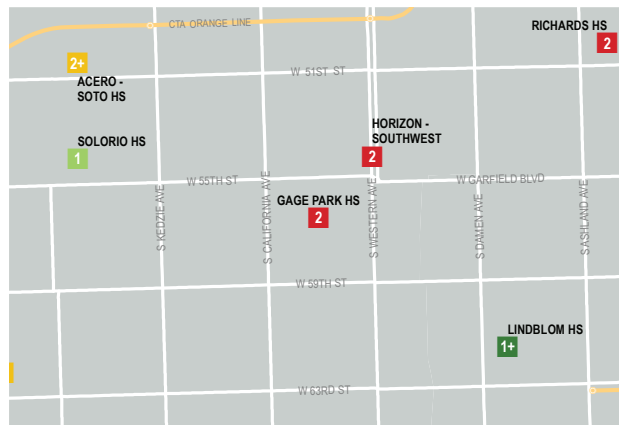 CTA ORANGE LINE
RICHARDS HS
2
2+
W 51ST ST
ACERO -
SOTO HS
HORIZON -
SOUTHWEST
SOLORIO HS
2
1
W 55TH ST
W GARFIELD BLVD
GAGE PARK HS
2
S KEDZIE AVE
S CALIFORNIA AVE
S WESTERN AVE
S DAMEN AVE
S ASHLAND AVE
W 59TH ST
LINDBLOM HS
1+
W 63RD ST